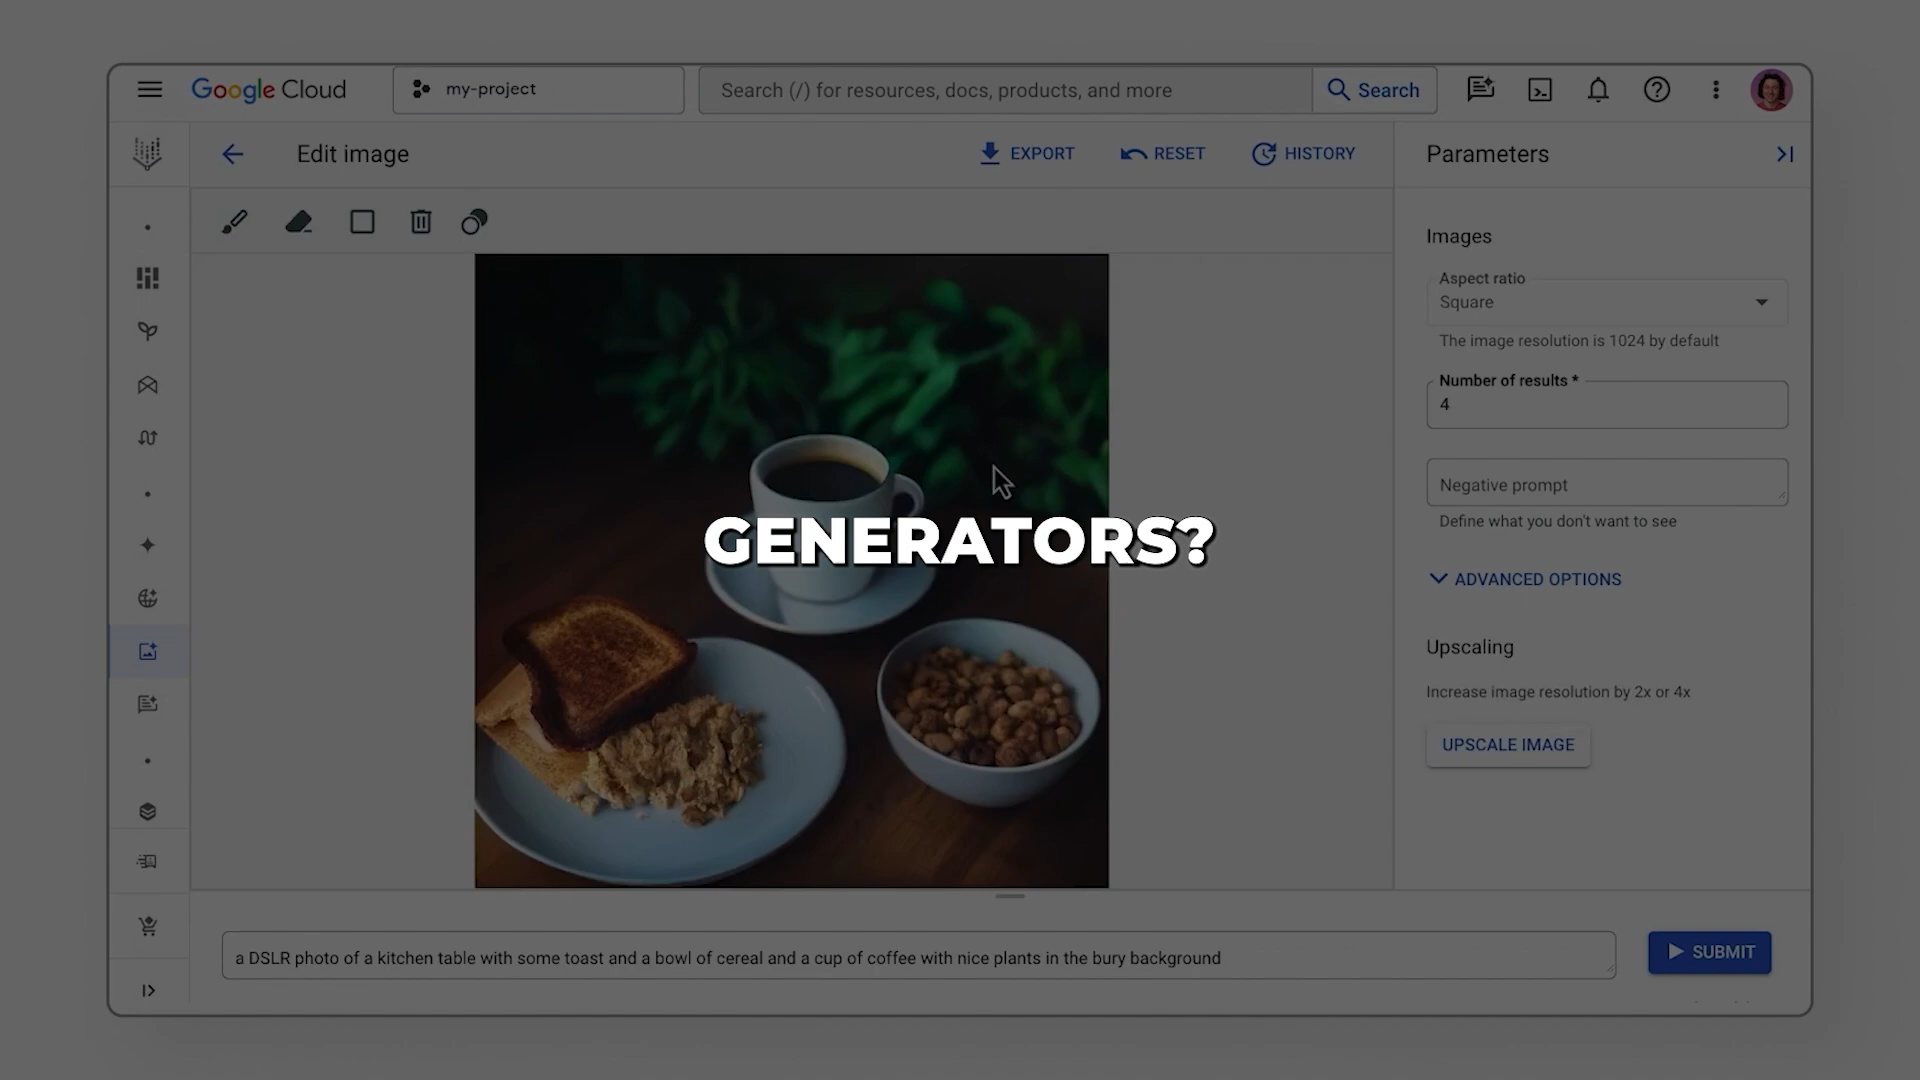 Google Cloud
my-project
Search (/) for resources, docs, products, and more
Search
Edit image
EXPORT
RESET
HISTORY
Parameters
Images
Aspect ratio
Square
The image resolution is 1024 by default
Number of results *
4
Negative prompt
Define what you don't want to see
ADVANCED OPTIONS
Upscaling
Increase image resolution by 2x or 4x
UPSCALE IMAGE
GENERATORS?
a DSLR photo of a kitchen table with some toast and a bowl of cereal and a cup of coffee with nice plants in the bury background
SUBMIT